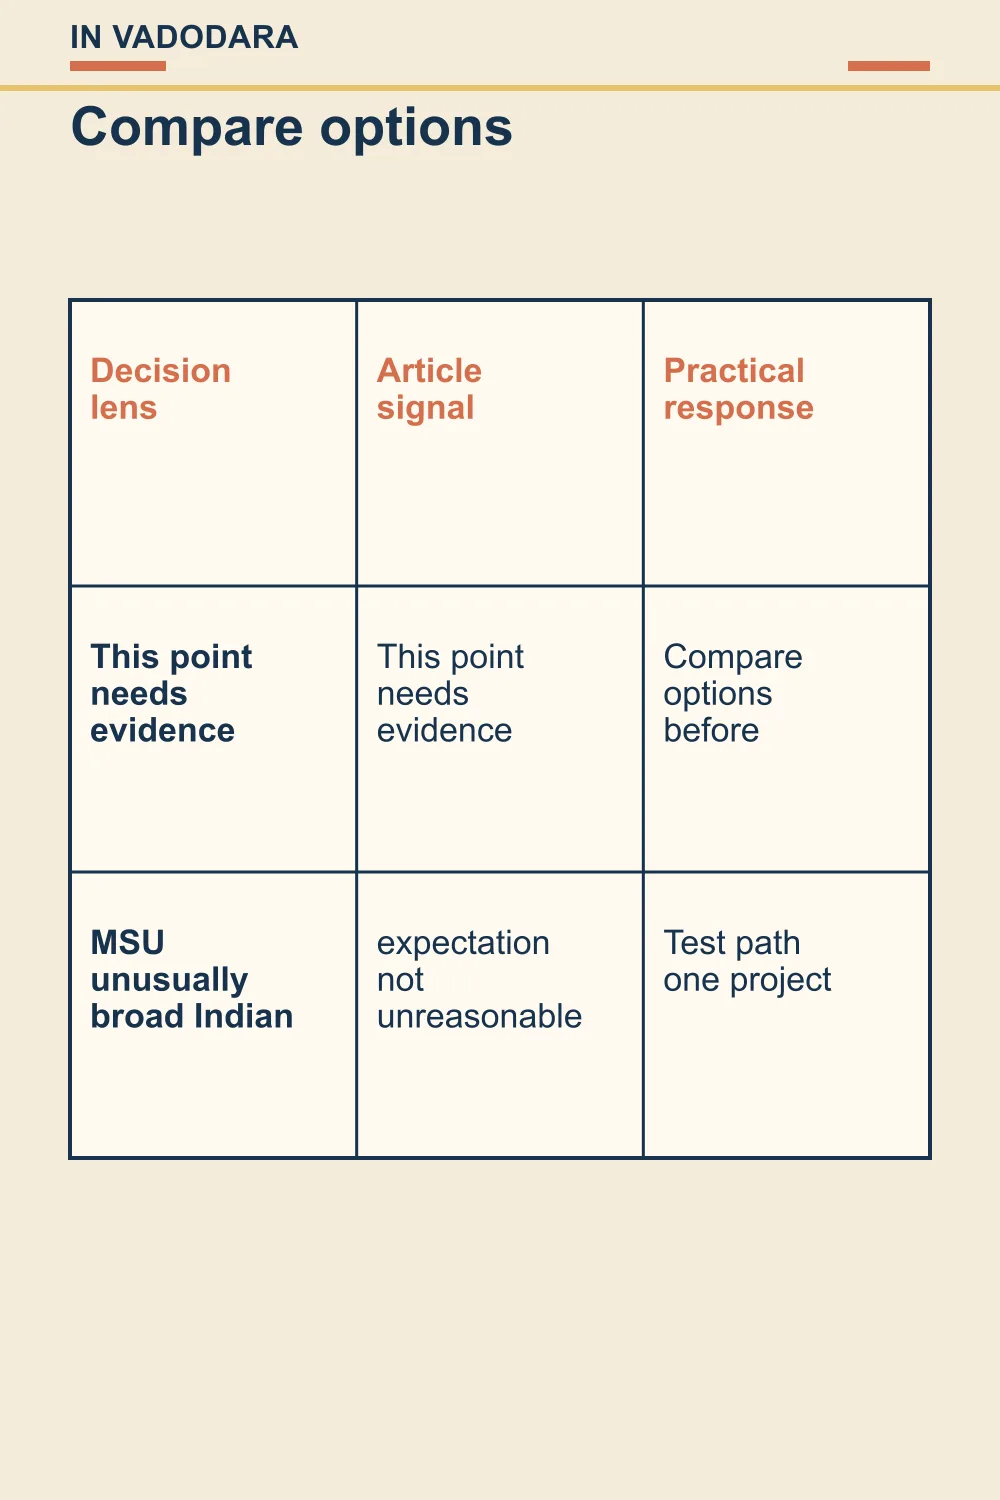 IN VADODARA
Compare options
Decision
lens
Article
signal
Practical
response
This point
needs
evidence
This point
needs
evidence
Compare
options
before
MSU
unusually
broad Indian
expectation
not
unreasonable
Test path
one project